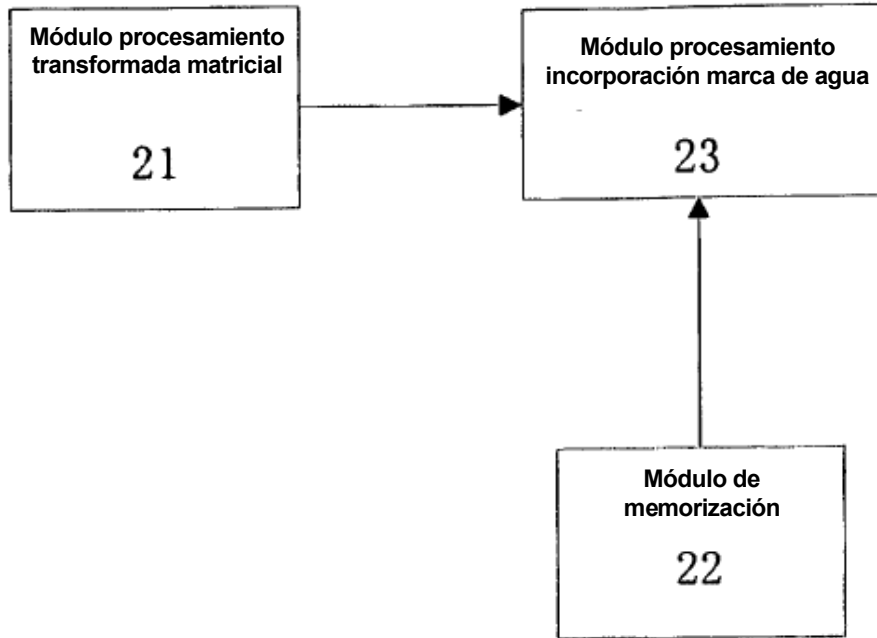 Módulo procesamiento
transformada matricial
21
Módulo procesamiento
incorporación marca de agua
23
Módulo de
memorización
22